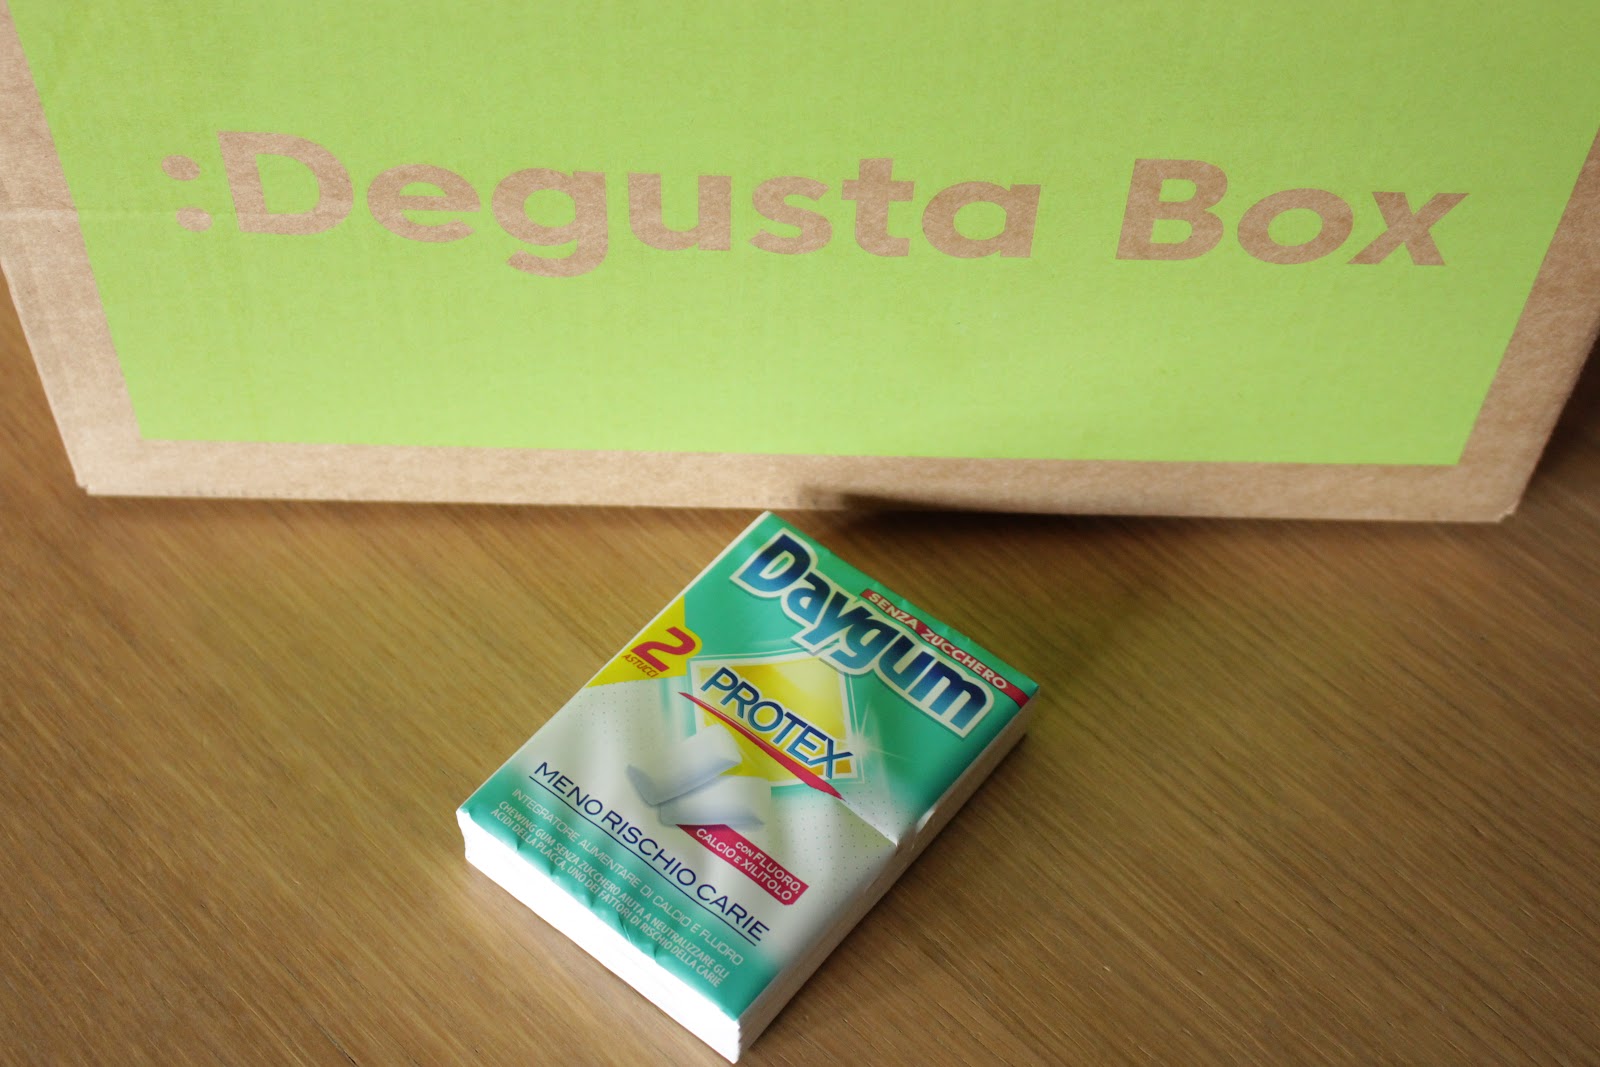 :Degusta Box
Daygum
SENZA ZUCCHERO
2
ASTUCCI
PROTEX
MENO RISCHIO CARIE
CON FLUORO,
CALCIO E XILITOLO
INTEGRATORE ALIMENTARE DI CALCIO E FLUORO
CHEWING GUM SENZA ZUCCHERO AIUTA A NEUTRALIZZARE GLI
ACIDI DELLA PLACCA, UNO DEI FATTORI DI RISCHIO DELLA CARIE